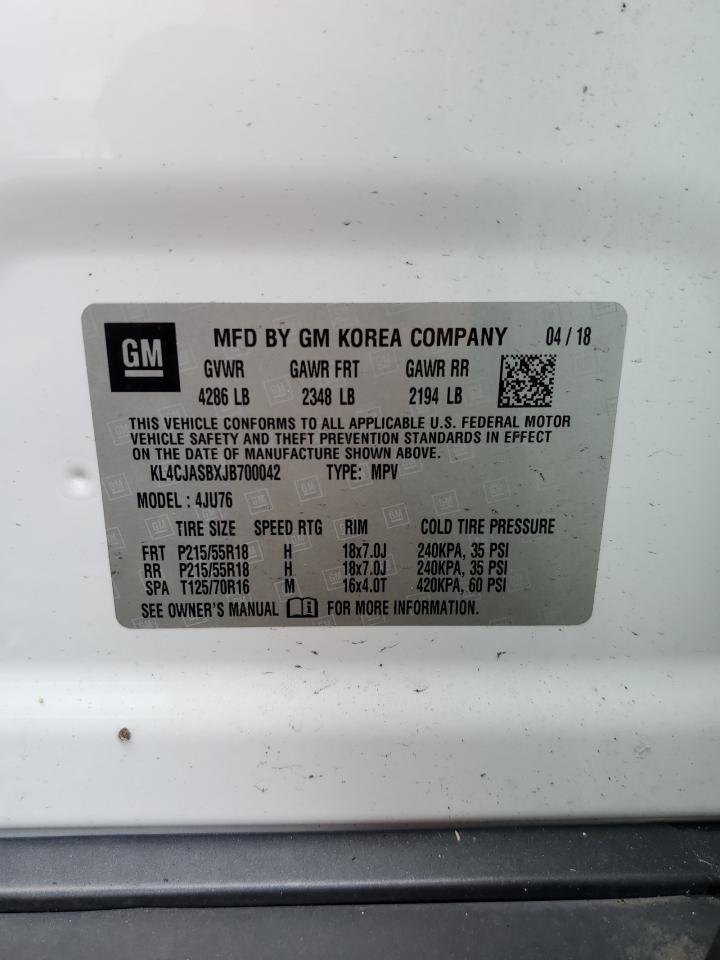 GM MFD BY GM KOREA COMPANY 04 / 18
GVWR GAWR FRT GAWR RR
4286 LB 2348 LB 2194 LB
THIS VEHICLE CONFORMS TO ALL APPLICABLE U.S. FEDERAL MOTOR
VEHICLE SAFETY AND THEFT PREVENTION STANDARDS IN EFFECT
ON THE DATE OF MANUFACTURE SHOWN ABOVE.
KL4CJASBXJB700042 TYPE: MPV
MODEL : 4JU76
TIRE SIZE SPEED RTG RIM COLD TIRE PRESSURE
FRT P215/55R18 H 18x7.0J 240KPA, 35 PSI
RR P215/55R18 H 18x7.0J 240KPA, 35 PSI
SPA T125/70R16 M 16x4.0T 420KPA, 60 PSI
SEE OWNER'S MANUAL FOR MORE INFORMATION.